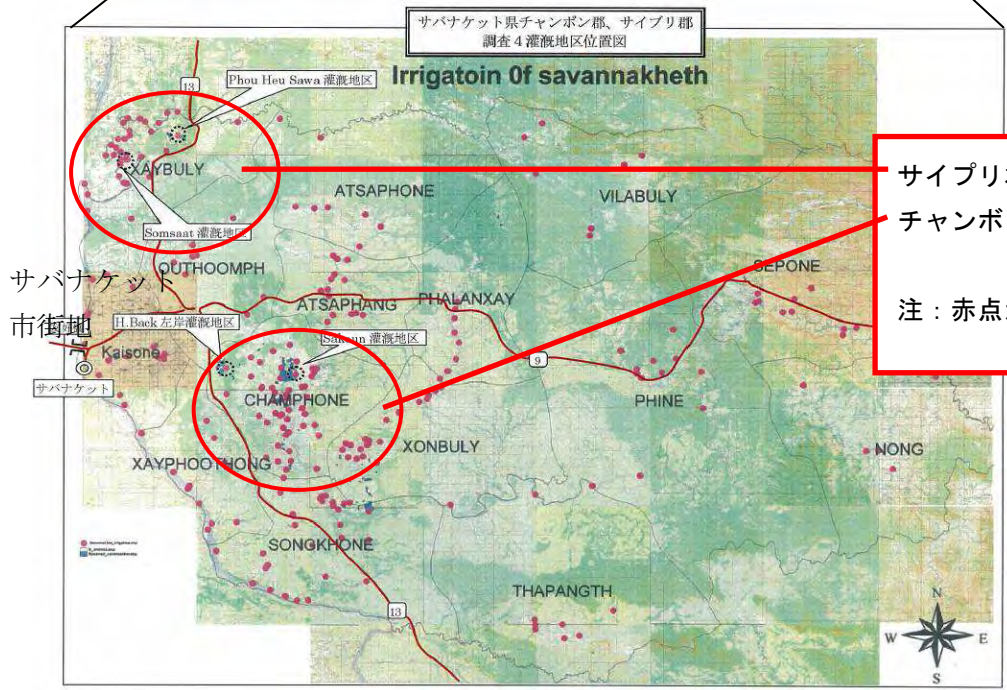 サバナケット県チャンボン郡、サイブリ郡
調査4灌漑地区位置図
Irrigatoin 0f savannakheth
Phou Heu Sawa 灌漑地区
13
XAYBULY
ATSAPHONE
VILABULY
サイプリ
チャンボ
注：赤点
Somsaat 灌漑地区
OUTHOOMPH
SEPONE
サバナケット
市街地
ATSAPHANG
PHALANXAY
H.Back 左岸灌漑地区
Sakuun 灌漑地区
Kaisone
サバナケット
9
CHAMPHONE
PHINE
XAYPHOOTHONG
XONBULY
NONG
SONGKHONE
THAPANGTH
13
N
W
E
S